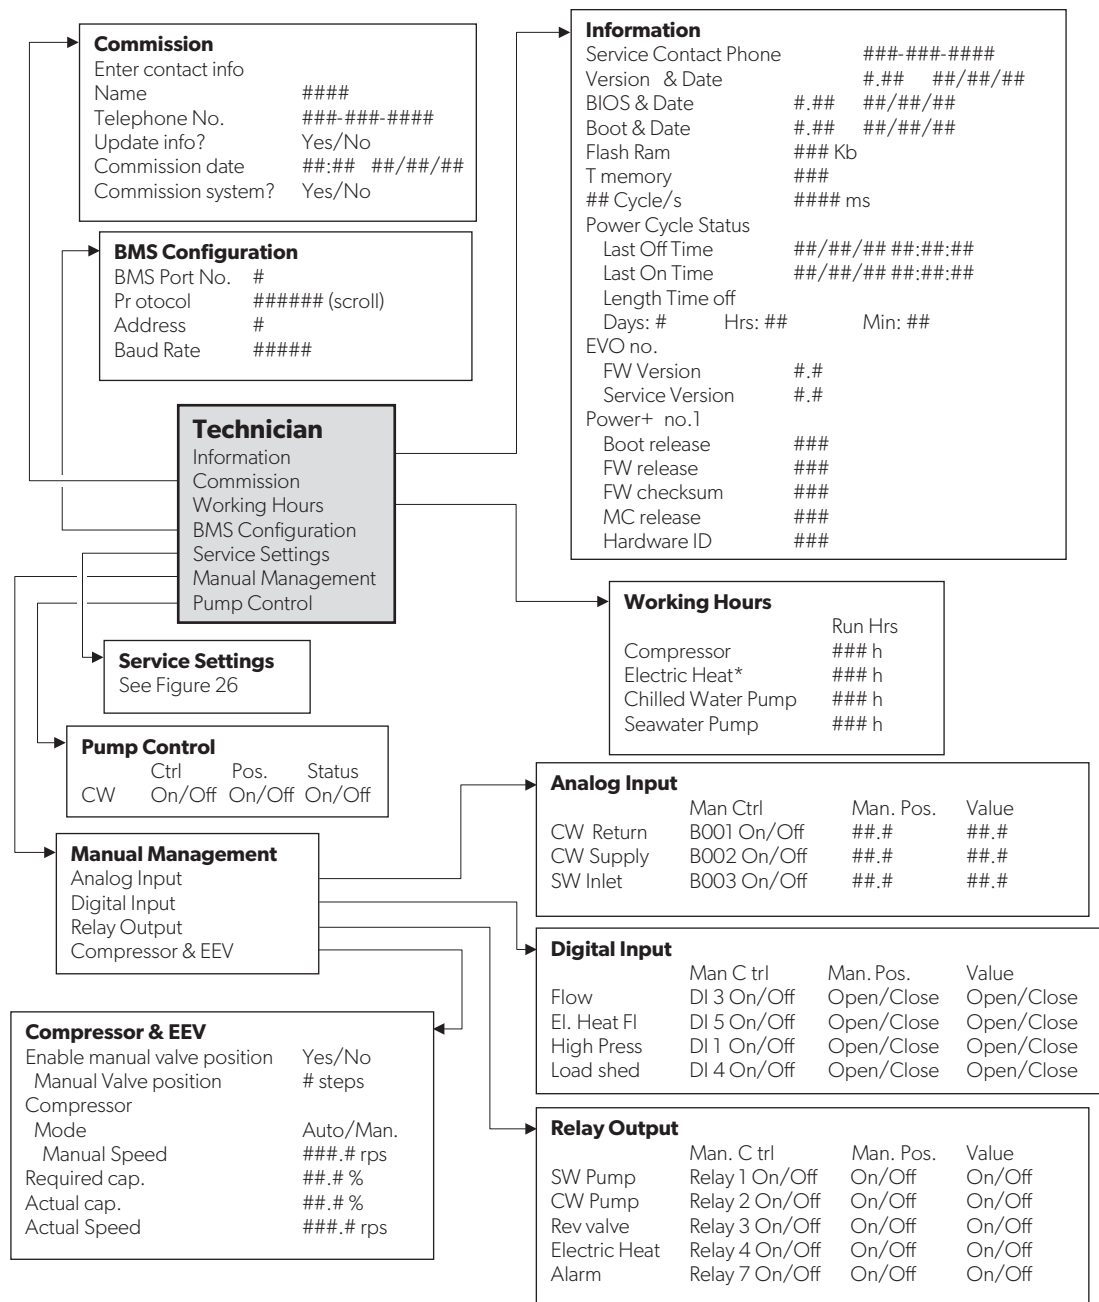 Commission
Enter contact info
Name ####
Telephone No. ###-###-####
Update info? Yes/No
Commission date ##:## ##/##/##
Commission system? Yes/No
BMS Configuration
BMS Port No. #
Pr otocol ###### (scroll)
Address #
Baud Rate #####
Technician
Information
Commission
Working Hours
BMS Configuration
Service Settings
Manual Management
Pump Control
Service Settings
See Figure 26
Pump Control
Ctrl Pos. Status
CW On/Off On/Off On/Off
Manual Management
Analog Input
Digital Input
Relay Output
Compressor & EEV
Compressor & EEV
Enable manual valve position Yes/No
Manual Valve position # steps
Compressor
Mode Auto/Man.
Manual Speed ###.# rps
Required cap. ##.# %
Actual cap. ##.# %
Actual Speed ###.# rps
Information
Service Contact Phone ###-###-####
Version & Date #.## ##/##/##
BIOS & Date #.## ##/##/##
Boot & Date #.## ##/##/##
Flash Ram ### Kb
T memory ###
## Cycle/s #### ms
Power Cycle Status
Last Off Time ##/##/## ##:##:##
Last On Time ##/##/## ##:##:##
Length Time off
Days: # Hrs: ## Min: ##
EVO no.
FW Version #.#
Service Version #.#
Power+ no.1
Boot release ###
FW release ###
FW checksum ###
MC release ###
Hardware ID ###
Working Hours
Run Hrs
Compressor ### h
Electric Heat* ### h
Chilled Water Pump ### h
Seawater Pump ### h
Analog Input
Man Ctrl Man. Pos. Value
CW Return B001 On/Off ##.# ##.#
CW Supply B002 On/Off ##.# ##.#
SW Inlet B003 On/Off ##.# ##.#
Digital Input
Man C trl Man. Pos. Value
Flow DI 3 On/Off Open/Close Open/Close
El. Heat Fl DI 5 On/Off Open/Close Open/Close
High Press DI 1 On/Off Open/Close Open/Close
Load shed DI 4 On/Off Open/Close Open/Close
Relay Output
Man. C trl Man. Pos. Value
SW Pump Relay 1 On/Off On/Off On/Off
CW Pump Relay 2 On/Off On/Off On/Off
Rev valve Relay 3 On/Off On/Off On/Off
Electric Heat Relay 4 On/Off On/Off On/Off
Alarm Relay 7 On/Off On/Off On/Off